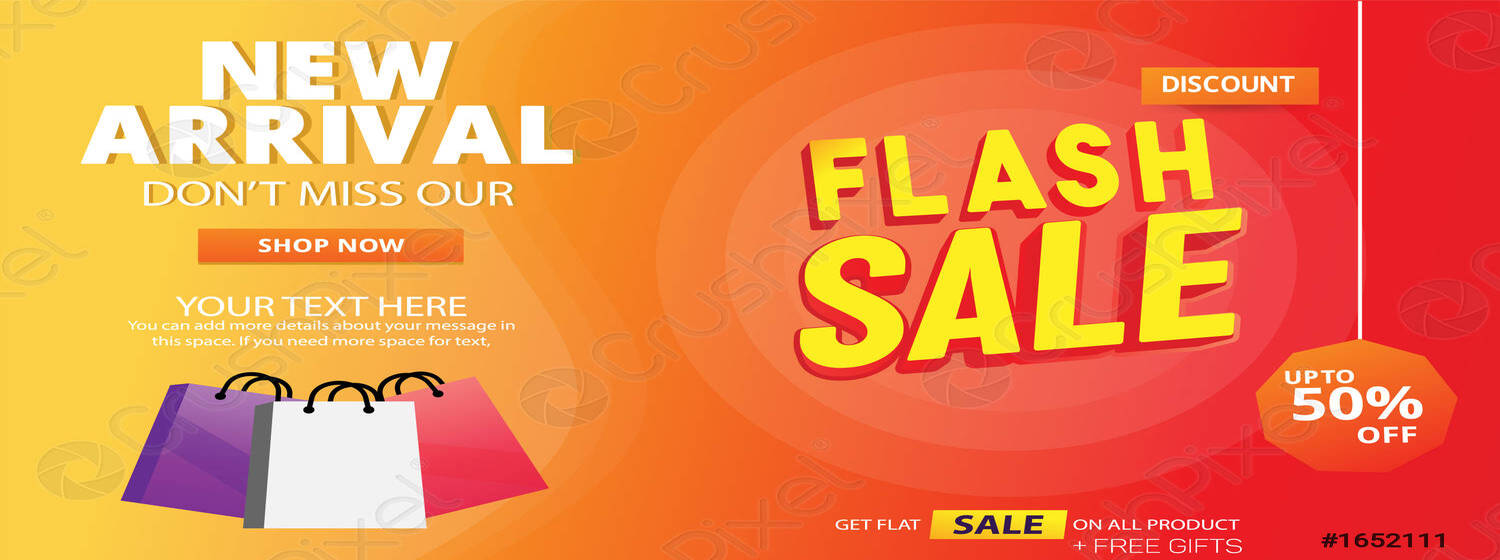 NEW
ARRIVAL
DON'T MISS OUR
SHOP NOW
YOUR TEXT HERE
You can add more details about your message in
this space. If you need more space for text,
DISCOUNT
FLASH
SALE
UPTO
50%
OFF
GET FLAT SALE ON ALL PRODUCT
+ FREE GIFTS
#1652111
crushpixel